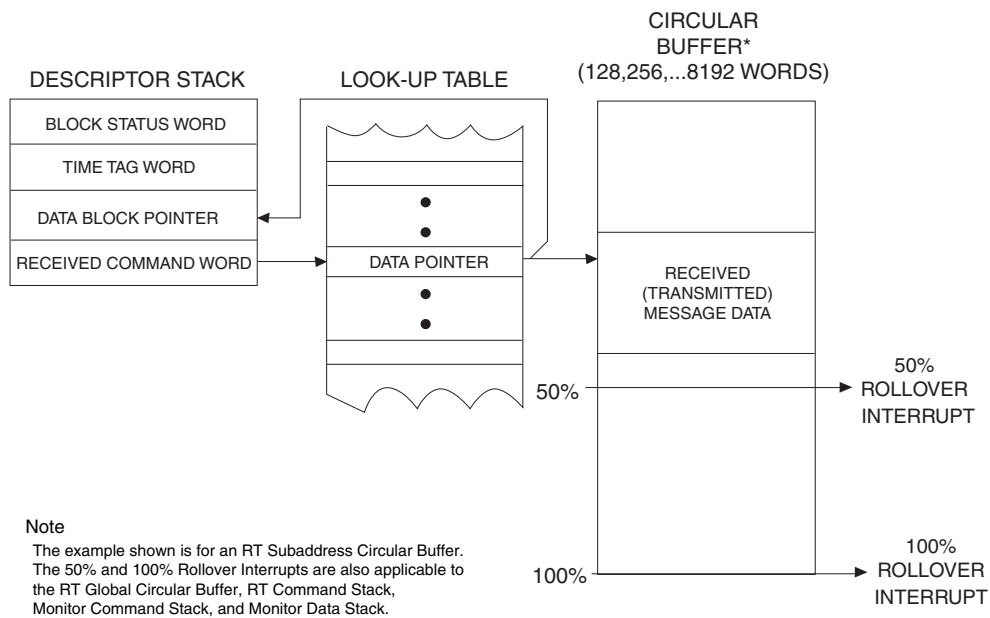 CIRCULAR
BUFFER*
(128,256,...8192 WORDS)
DESCRIPTOR STACK
LOOK-UP TABLE
BLOCK STATUS WORD
TIME TAG WORD
DATA BLOCK POINTER
RECEIVED COMMAND WORD
DATA POINTER
RECEIVED
(TRANSMITTED)
MESSAGE DATA
50%
50%
ROLLOVER
INTERRUPT
100%
100%
ROLLOVER
INTERRUPT
Note
The example shown is for an RT Subaddress Circular Buffer.
The 50% and 100% Rollover Interrupts are also applicable to
the RT Global Circular Buffer, RT Command Stack,
Monitor Command Stack, and Monitor Data Stack.